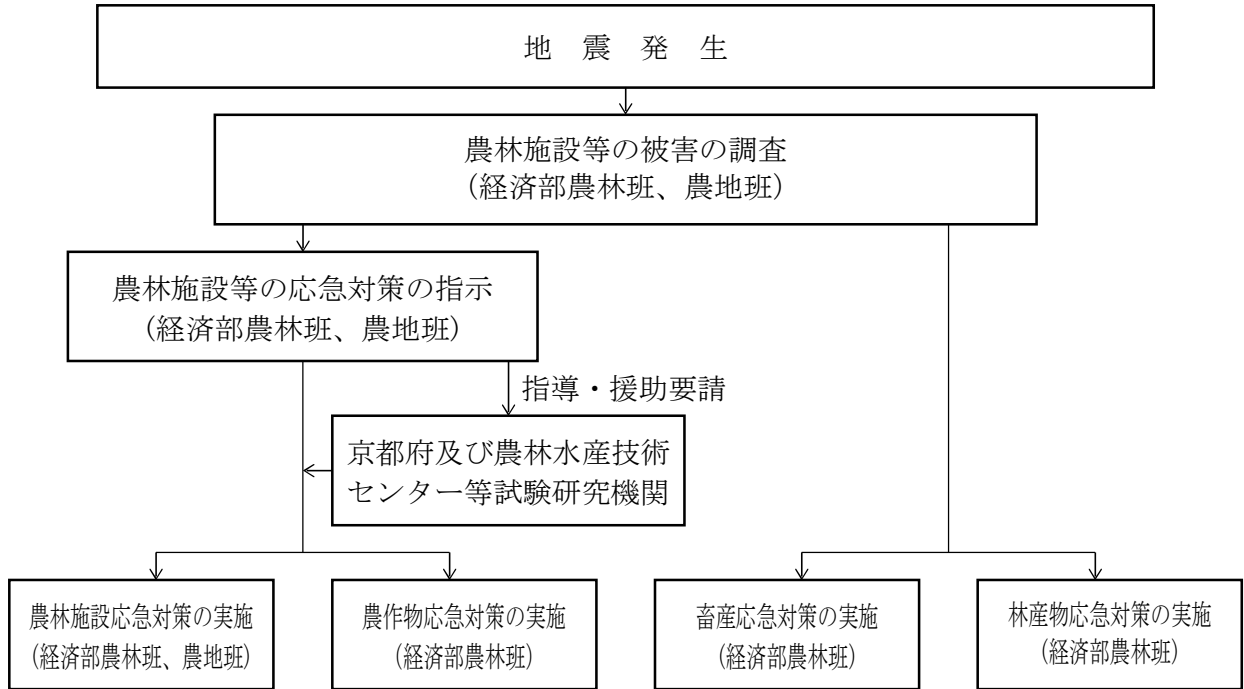 地 震 発 生
農林施設等の被害の調査
(経済部農林班、農地班)
農林施設等の応急対策の指示
(経済部農林班、農地班)
指導・援助要請
京都府及び農林水産技術
センター等試験研究機関
農林施設応急対策の実施
(経済部農林班、農地班)
農作物応急対策の実施
(経済部農林班)
畜産応急対策の実施
(経済部農林班)
林産物応急対策の実施
(経済部農林班)